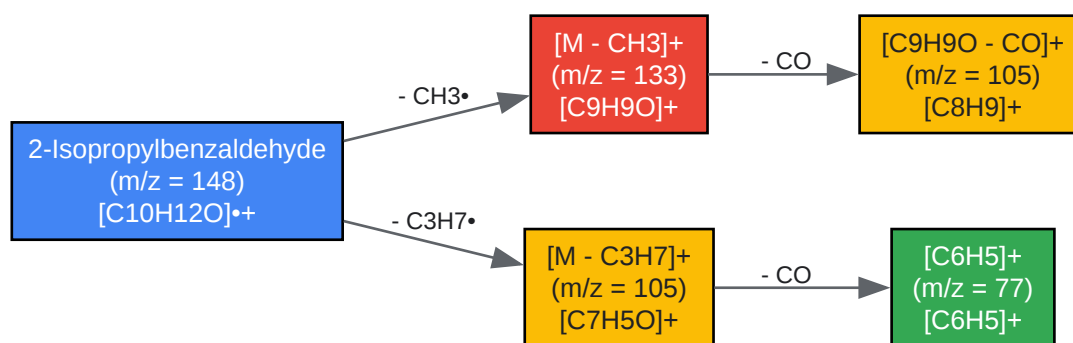 2-Isopropylbenzaldehyde
(m/z = 148)
[C10H12O]•+
- CH3•
[M - CH3]+
(m/z = 133)
[C9H9O]+
- CO
[C9H9O - CO]+
(m/z = 105)
[C8H9]+
- C3H7•
[M - C3H7]+
(m/z = 105)
[C7H5O]+
- CO
[C6H5]+
(m/z = 77)
[C6H5]+